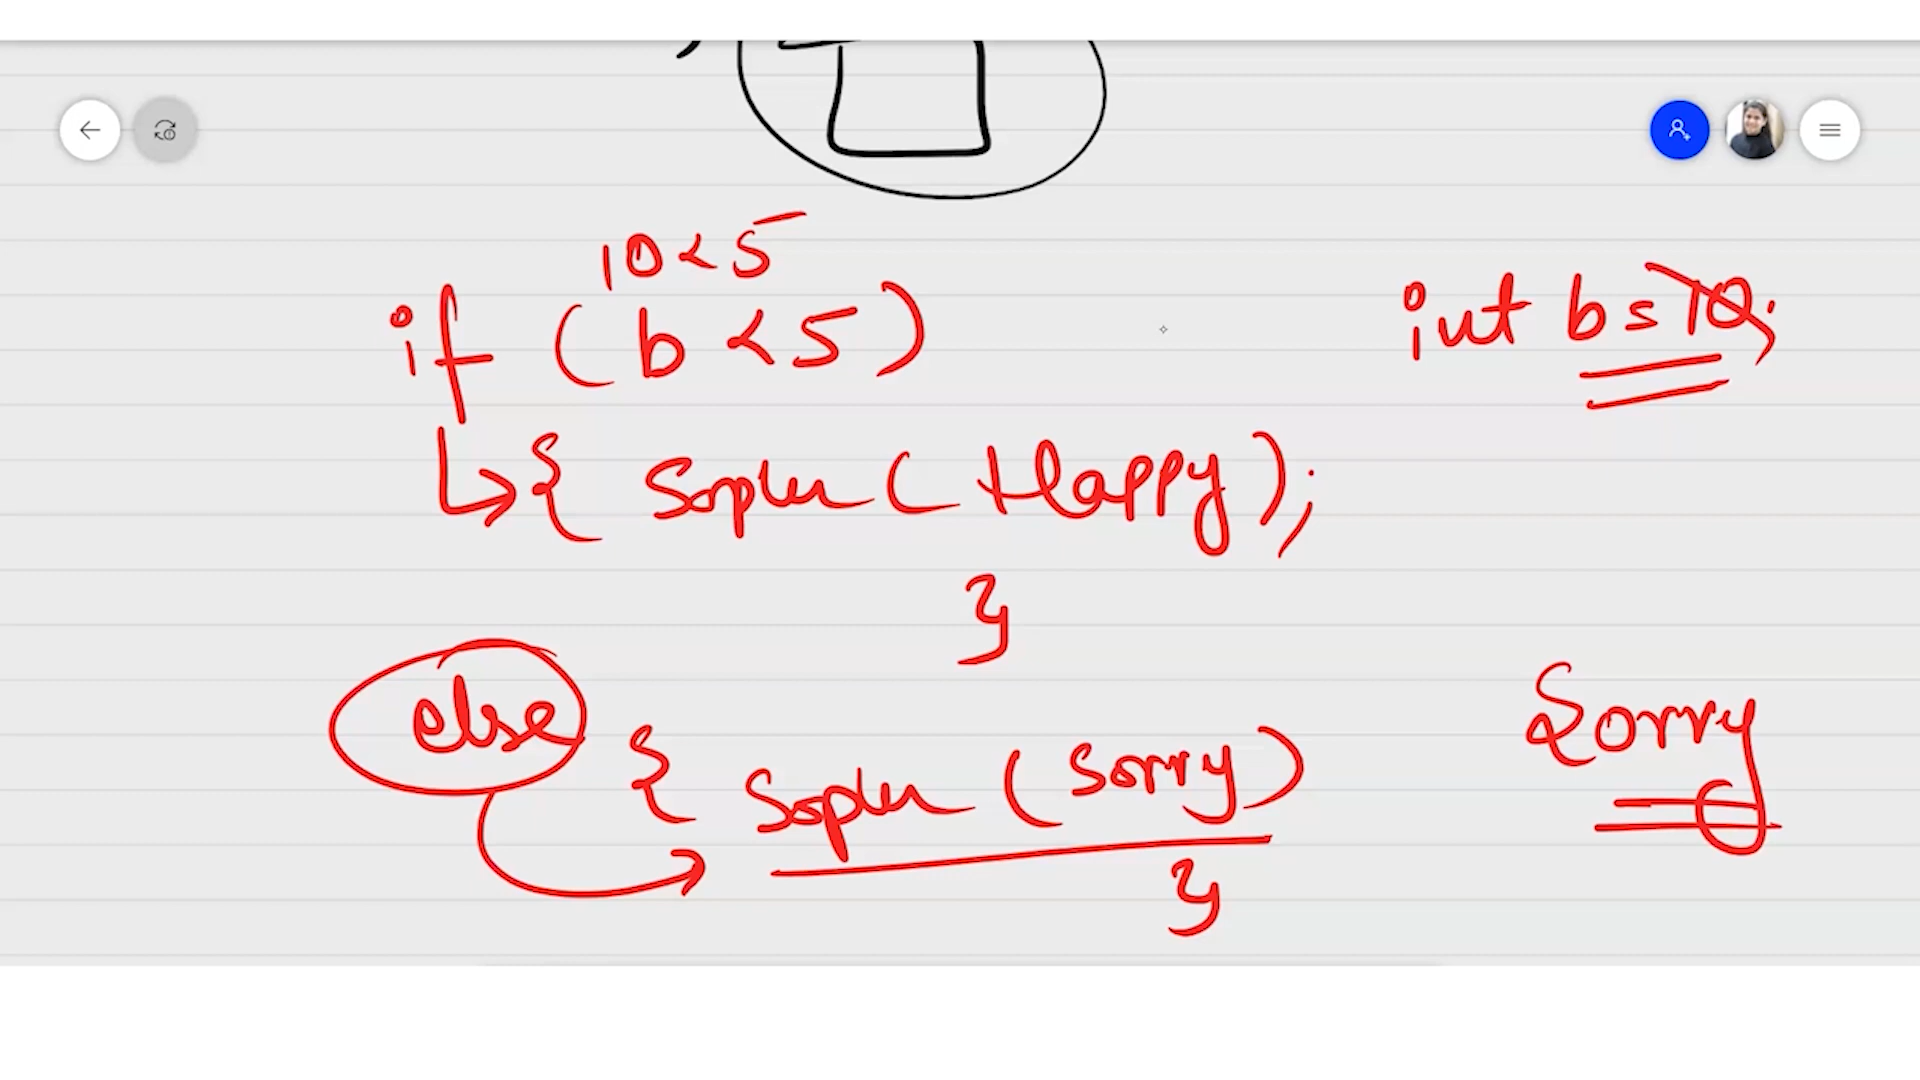 10 < 5
if ( b < 5 )
int b = 10;
{ Sopln ( Happy );
}
else
{ Sopln ( Sorry )
Sorry
}